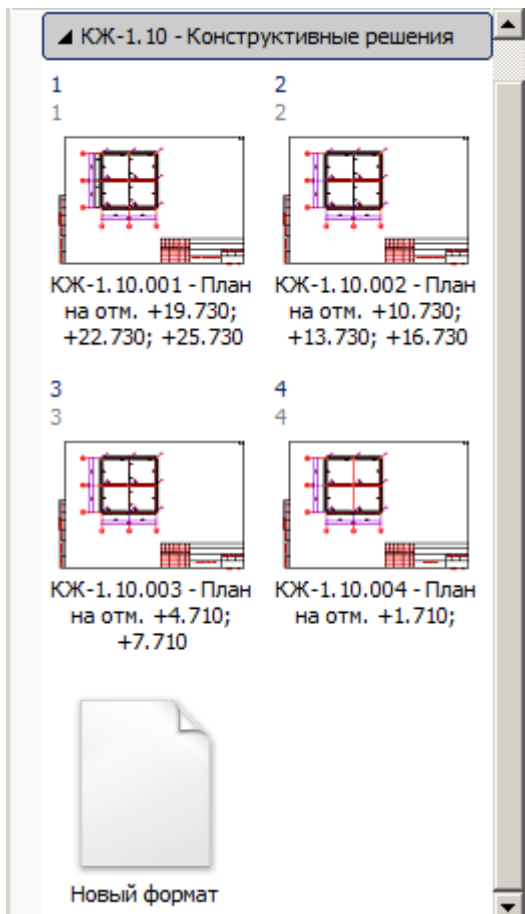 КЖ-1.10 - Конструктивные решения
1
1
КЖ-1.10.001 - План
на отм. +19.730;
+22.730; +25.730
2
2
КЖ-1.10.002 - План
на отм. +10.730;
+13.730; +16.730
3
3
КЖ-1.10.003 - План
на отм. +4.710;
+7.710
4
4
КЖ-1.10.004 - План
на отм. +1.710;
Новый формат